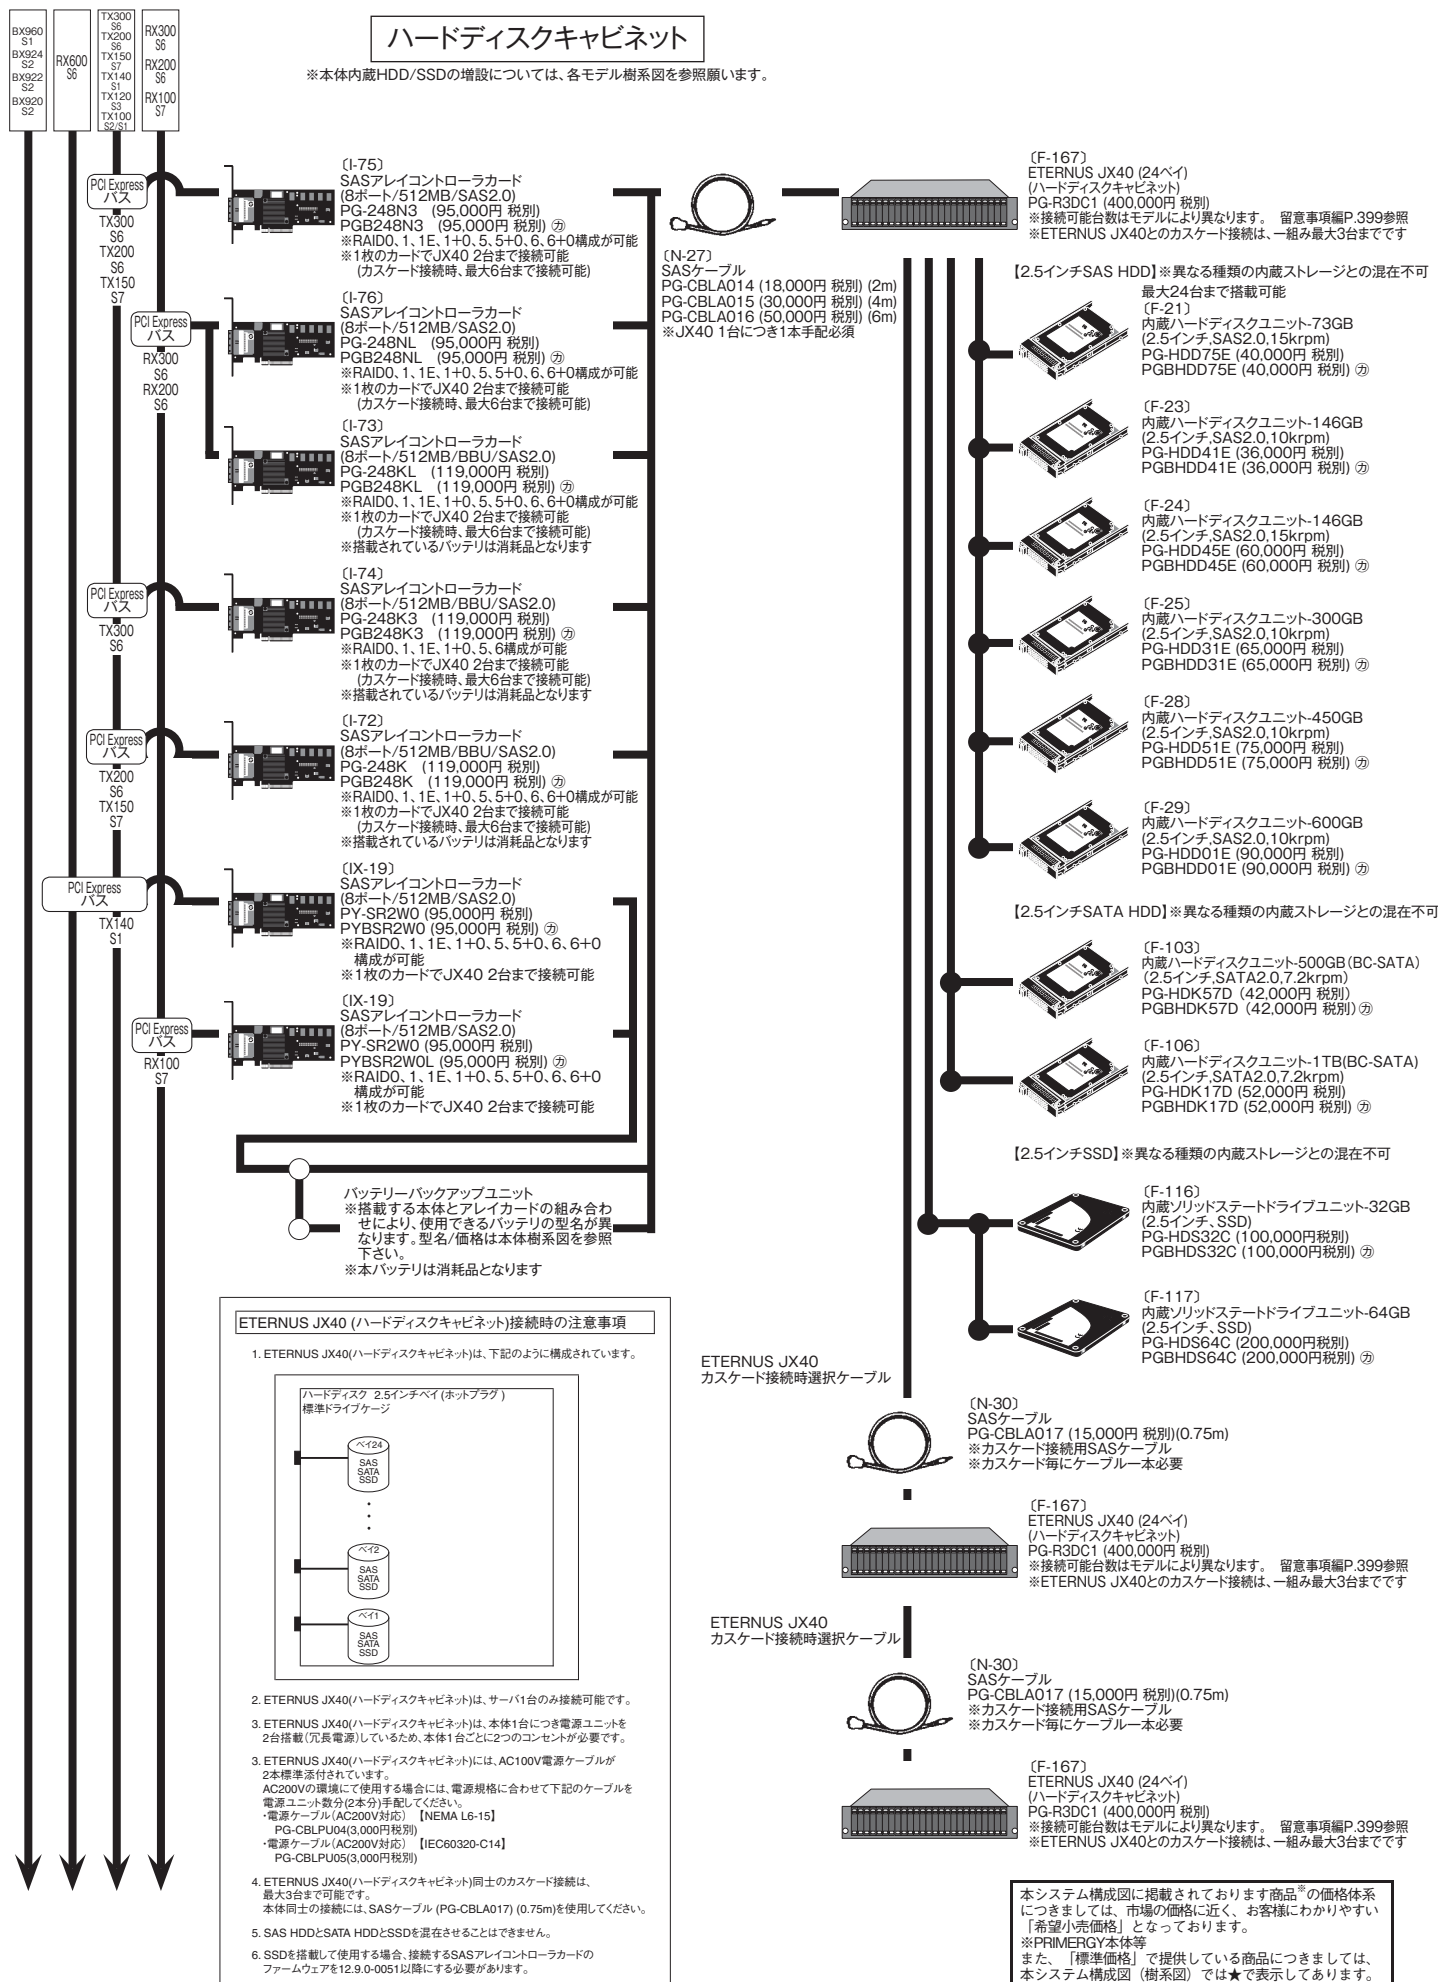 BX960
S1
BX924
S2
BX922
S2
BX920
S2
RX600
S6
TX300
S6
TX200
S6
TX150
S7
TX140
S1
TX120
S3
TX100
S2/S1
RX300
S6
RX200
S6
RX100
S7
ハードディスクキャビネット
※本体内蔵HDD/SSDの増設については、各モデル樹系図を参照願います。
PCI Express
バス
TX300
S6
TX200
S6
TX150
S7
〔I-75〕
SASアレイコントローラカード
(8ポート/512MB/SAS2.0)
PG-248N3 (95,000円 税別)
PGB248N3 (95,000円 税別) ㋕
※RAID0、1、1E、1+0、5、5+0、6、6+0構成が可能
※1枚のカードでJX40 2台まで接続可能
(カスケード接続時、最大6台まで接続可能)
PCI Express
バス
RX300
S6
RX200
S6
〔I-76〕
SASアレイコントローラカード
(8ポート/512MB/SAS2.0)
PG-248NL (95,000円 税別)
PGB248NL (95,000円 税別) ㋕
※RAID0、1、1E、1+0、5、5+0、6、6+0構成が可能
※1枚のカードでJX40 2台まで接続可能
(カスケード接続時、最大6台まで接続可能)
〔I-73〕
SASアレイコントローラカード
(8ポート/512MB/BBU/SAS2.0)
PG-248KL (119,000円 税別)
PGB248KL (119,000円 税別) ㋕
※RAID0、1、1E、1+0、5、5+0、6、6+0構成が可能
※1枚のカードでJX40 2台まで接続可能
(カスケード接続時、最大6台まで接続可能)
※搭載されているバッテリは消耗品となります
PCI Express
バス
TX300
S6
〔I-74〕
SASアレイコントローラカード
(8ポート/512MB/BBU/SAS2.0)
PG-248K3 (119,000円 税別)
PGB248K3 (119,000円 税別) ㋕
※RAID0、1、1E、1+0、5、6構成が可能
※1枚のカードでJX40 2台まで接続可能
(カスケード接続時、最大6台まで接続可能)
※搭載されているバッテリは消耗品となります
PCI Express
バス
TX200
S6
TX150
S7
〔I-72〕
SASアレイコントローラカード
(8ポート/512MB/BBU/SAS2.0)
PG-248K (119,000円 税別)
PGB248K (119,000円 税別) ㋕
※RAID0、1、1E、1+0、5、5+0、6、6+0構成が可能
※1枚のカードでJX40 2台まで接続可能
(カスケード接続時、最大6台まで接続可能)
※搭載されているバッテリは消耗品となります
PCI Express
バス
TX140
S1
〔IX-19〕
SASアレイコントローラカード
(8ポート/512MB/SAS2.0)
PY-SR2W0 (95,000円 税別)
PYBSR2W0 (95,000円 税別) ㋕
※RAID0、1、1E、1+0、5、5+0、6、6+0
構成が可能
※1枚のカードでJX40 2台まで接続可能
PCI Express
バス
RX100
S7
〔IX-19〕
SASアレイコントローラカード
(8ポート/512MB/SAS2.0)
PY-SR2W0 (95,000円 税別)
PYBSR2W0L (95,000円 税別) ㋕
※RAID0、1、1E、1+0、5、5+0、6、6+0
構成が可能
※1枚のカードでJX40 2台まで接続可能
バッテリーバックアップユニット
※搭載する本体とアレイカードの組み合わ
せにより、使用できるバッテリの型名が異
なります。型名/価格は本体樹系図を参照
下さい。
※本バッテリは消耗品となります
〔N-27〕
SASケーブル
PG-CBLA014 (18,000円 税別) (2m)
PG-CBLA015 (30,000円 税別) (4m)
PG-CBLA016 (50,000円 税別) (6m)
※JX40 1台につき1本手配必須
〔F-167〕
ETERNUS JX40 (24ベイ)
(ハードディスクキャビネット)
PG-R3DC1 (400,000円 税別)
※接続可能台数はモデルにより異なります。 留意事項編P.399参照
※ETERNUS JX40とのカスケード接続は、一組み最大3台までです
【2.5インチSAS HDD】※異なる種類の内蔵ストレージとの混在不可
最大24台まで搭載可能
〔F-21〕
内蔵ハードディスクユニット-73GB
(2.5インチ,SAS2.0,15krpm)
PG-HDD75E (40,000円 税別)
PGBHDD75E (40,000円 税別) ㋕
〔F-23〕
内蔵ハードディスクユニット-146GB
(2.5インチ,SAS2.0,10krpm)
PG-HDD41E (36,000円 税別)
PGBHDD41E (36,000円 税別) ㋕
〔F-24〕
内蔵ハードディスクユニット-146GB
(2.5インチ,SAS2.0,15krpm)
PG-HDD45E (60,000円 税別)
PGBHDD45E (60,000円 税別) ㋕
〔F-25〕
内蔵ハードディスクユニット-300GB
(2.5インチ,SAS2.0,10krpm)
PG-HDD31E (65,000円 税別)
PGBHDD31E (65,000円 税別) ㋕
〔F-28〕
内蔵ハードディスクユニット-450GB
(2.5インチ,SAS2.0,10krpm)
PG-HDD51E (75,000円 税別)
PGBHDD51E (75,000円 税別) ㋕
〔F-29〕
内蔵ハードディスクユニット-600GB
(2.5インチ,SAS2.0,10krpm)
PG-HDD01E (90,000円 税別)
PGBHDD01E (90,000円 税別) ㋕
【2.5インチSATA HDD】※異なる種類の内蔵ストレージとの混在不可
〔F-103〕
内蔵ハードディスクユニット-500GB(BC-SATA)
(2.5インチ,SATA2.0,7.2krpm)
PG-HDK57D (42,000円 税別)
PGBHDK57D (42,000円 税別) ㋕
〔F-106〕
内蔵ハードディスクユニット-1TB(BC-SATA)
(2.5インチ,SATA2.0,7.2krpm)
PG-HDK17D (52,000円 税別)
PGBHDK17D (52,000円 税別) ㋕
【2.5インチSSD】※異なる種類の内蔵ストレージとの混在不可
〔F-116〕
内蔵ソリッドステートドライブユニット-32GB
(2.5インチ、SSD)
PG-HDS32C (100,000円税別)
PGBHDS32C (100,000円税別) ㋕
〔F-117〕
内蔵ソリッドステートドライブユニット-64GB
(2.5インチ、SSD)
PG-HDS64C (200,000円税別)
PGBHDS64C (200,000円税別) ㋕
ETERNUS JX40
カスケード接続時選択ケーブル
〔N-30〕
SASケーブル
PG-CBLA017 (15,000円 税別)(0.75m)
※カスケード接続用SASケーブル
※カスケード毎にケーブル一本必要
〔F-167〕
ETERNUS JX40 (24ベイ)
(ハードディスクキャビネット)
PG-R3DC1 (400,000円 税別)
※接続可能台数はモデルにより異なります。 留意事項編P.399参照
※ETERNUS JX40とのカスケード接続は、一組み最大3台までです
ETERNUS JX40
カスケード接続時選択ケーブル
〔N-30〕
SASケーブル
PG-CBLA017 (15,000円 税別)(0.75m)
※カスケード接続用SASケーブル
※カスケード毎にケーブル一本必要
〔F-167〕
ETERNUS JX40 (24ベイ)
(ハードディスクキャビネット)
PG-R3DC1 (400,000円 税別)
※接続可能台数はモデルにより異なります。 留意事項編P.399参照
※ETERNUS JX40とのカスケード接続は、一組み最大3台までです
ETERNUS JX40 (ハードディスクキャビネット)接続時の注意事項
1. ETERNUS JX40(ハードディスクキャビネット)は、下記のように構成されています。
ハードディスク 2.5インチベイ(ホットプラグ)
標準ドライブケージ
ベイ24
SAS
SATA
SSD
ベイ2
SAS
SATA
SSD
ベイ1
SAS
SATA
SSD
2. ETERNUS JX40(ハードディスクキャビネット)は、サーバ1台のみ接続可能です。
3. ETERNUS JX40(ハードディスクキャビネット)は、本体1台につき電源ユニットを
2台搭載(冗長電源)しているため、本体1台ごとに2つのコンセントが必要です。
3. ETERNUS JX40(ハードディスクキャビネット)には、AC100V電源ケーブルが
2本標準添付されています。
AC200Vの環境にて使用する場合には、電源規格に合わせて下記のケーブルを
電源ユニット数分(2本分)手配してください。
・電源ケーブル(AC200V対応) 【NEMA L6-15】
PG-CBLPU04(3,000円税別)
・電源ケーブル(AC200V対応) 【IEC60320-C14】
PG-CBLPU05(3,000円税別)
4. ETERNUS JX40(ハードディスクキャビネット)同士のカスケード接続は、
最大3台まで可能です。
本体同士の接続には、SASケーブル (PG-CBLA017) (0.75m)を使用してください。
5. SAS HDDとSATA HDDとSSDを混在させることはできません。
6. SSDを搭載して使用する場合、接続するSASアレイコントローラカードの
ファームウェアを12.9.0-0051以降にする必要があります。
本システム構成図に掲載されております商品※の価格体系
につきましては、市場の価格に近く、お客様にわかりやすい
「希望小売価格」となっております。
※PRIMERGY本体等
また、「標準価格」で提供している商品につきましては、
本システム構成図(樹系図)では★で表示してあります。